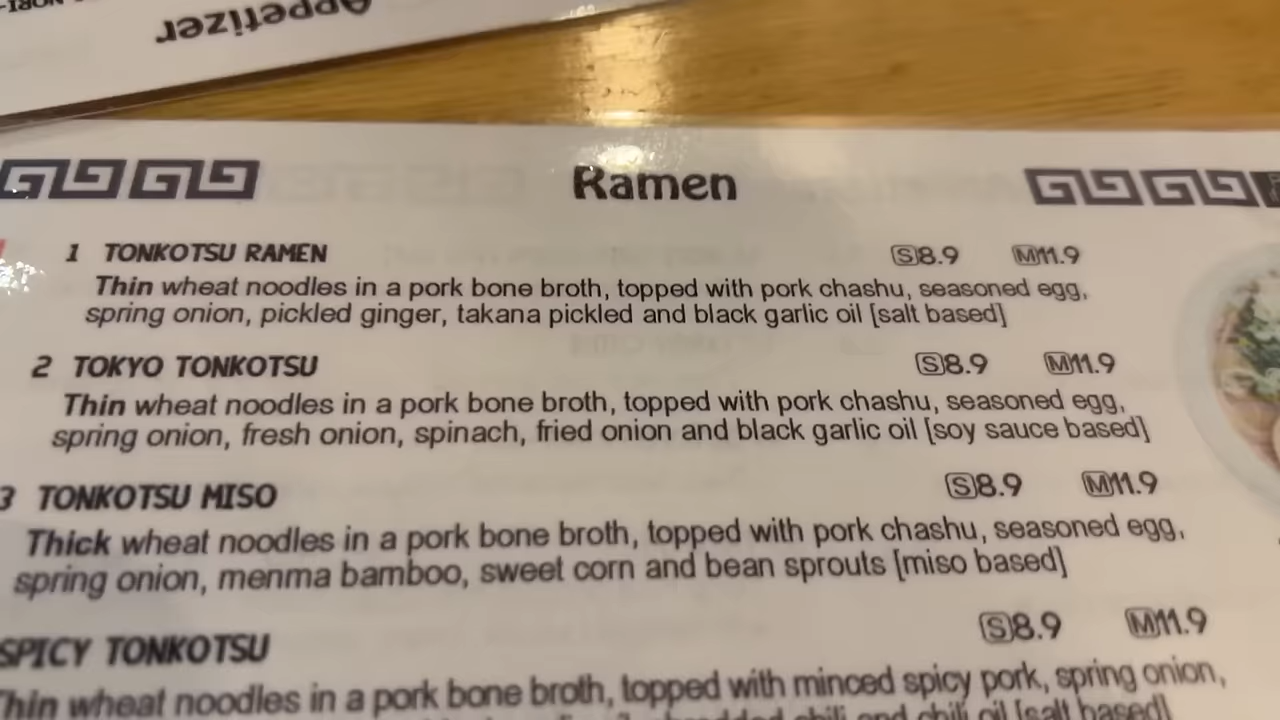 Appetizer
Ramen
1 TONKOTSU RAMEN S8.9 M11.9
Thin wheat noodles in a pork bone broth, topped with pork chashu, seasoned egg,
spring onion, pickled ginger, takana pickled and black garlic oil [salt based]
2 TOKYO TONKOTSU S8.9 M11.9
Thin wheat noodles in a pork bone broth, topped with pork chashu, seasoned egg,
spring onion, fresh onion, spinach, fried onion and black garlic oil [soy sauce based]
3 TONKOTSU MISO S8.9 M11.9
Thick wheat noodles in a pork bone broth, topped with pork chashu, seasoned egg,
spring onion, menma bamboo, sweet corn and bean sprouts [miso based]
SPICY TONKOTSU S8.9 M11.9
Thin wheat noodles in a pork bone broth, topped with minced spicy pork, spring onion,
chili and chili oil [salt based]